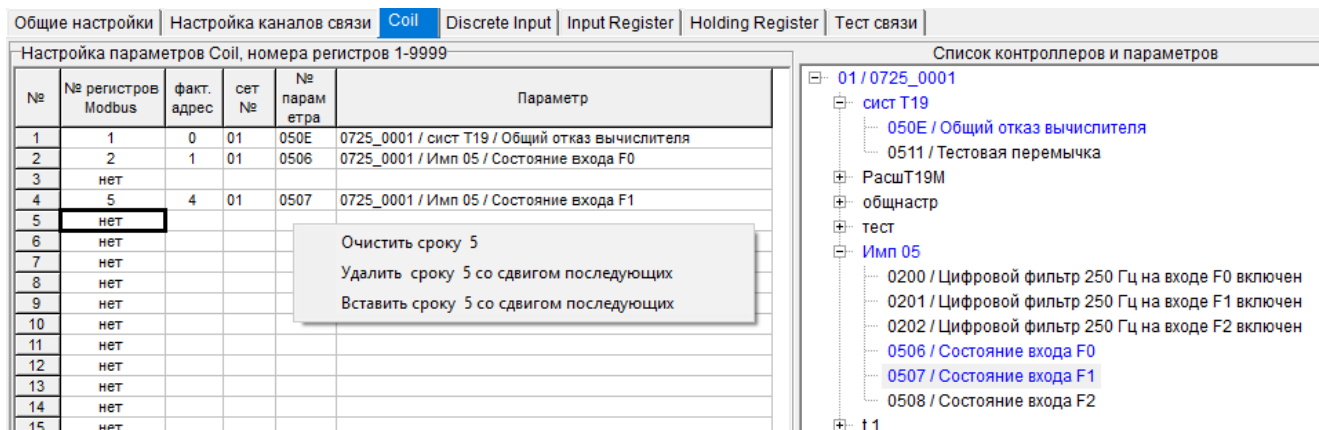 Общие настройки Настройка каналов связи Coil Discrete Input Input Register Holding Register Тест связи
Настройка параметров Coil, номера регистров 1-9999
№ № регистров Modbus факт. адрес сет № № парам етра Параметр
1 1 0 01 050E 0725_0001 / сист Т19 / Общий отказ вычислителя
2 2 1 01 0506 0725_0001 / Имп 05 / Состояние входа F0
3 нет
4 5 4 01 0507 0725_0001 / Имп 05 / Состояние входа F1
5 нет
6 нет
7 нет
8 нет
9 нет
10 нет
11 нет
12 нет
13 нет
14 нет
15 нет
Очистить сроку 5
Удалить сроку 5 со сдвигом последующих
Вставить сроку 5 со сдвигом последующих
Список контроллеров и параметров
01 / 0725_0001
сист Т19
050E / Общий отказ вычислителя
0511 / Тестовая перемычка
РасшТ19М
общнастр
тест
Имп 05
0200 / Цифровой фильтр 250 Гц на входе F0 включен
0201 / Цифровой фильтр 250 Гц на входе F1 включен
0202 / Цифровой фильтр 250 Гц на входе F2 включен
0506 / Состояние входа F0
0507 / Состояние входа F1
0508 / Состояние входа F2
t 1